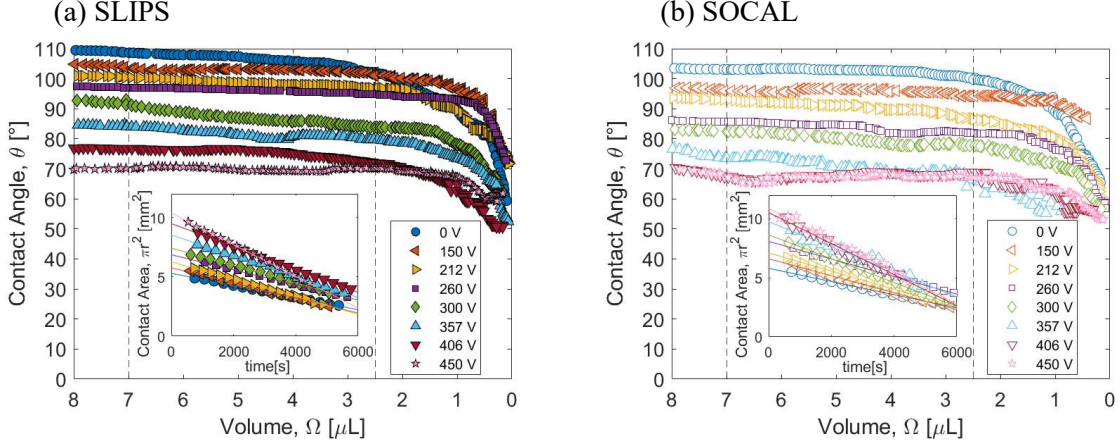 (a) SLIPS
110
100
90
80
70
60
50
40
30
20
10
0
Contact Angle, θ [°]
8 7 6 5 4 3 2 1 0
Volume, Ω [μL]
Contact Area, πr² [mm²]
10
5
0
0 2000 4000 6000
time[s]
0 V
150 V
212 V
260 V
300 V
357 V
406 V
450 V
(b) SOCAL
110
100
90
80
70
60
50
40
30
20
10
0
Contact Angle, θ [°]
8 7 6 5 4 3 2 1 0
Volume, Ω [μL]
Contact Area, πr² [mm²]
10
5
0
0 2000 4000 6000
time[s]
0 V
150 V
212 V
260 V
300 V
357 V
406 V
450 V